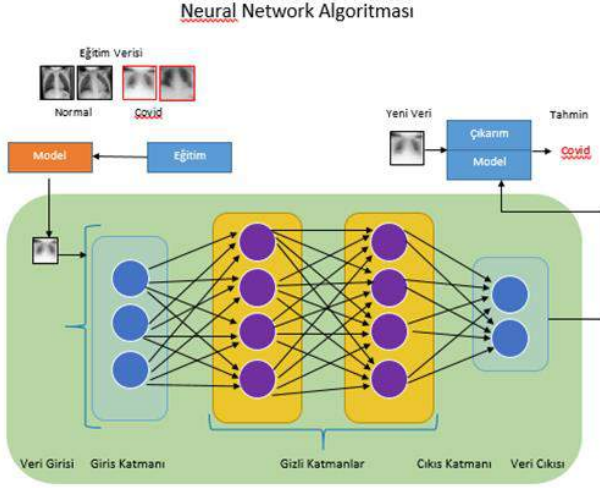 Neural Network Algoritması
Eğitim Verisi
Normal
Covid
Yeni Veri
Tahmin
Çıkarım
Model
Covid
Model
Eğitim
Veri Girisi
Giris Katmanı
Gizli Katmanlar
Cıkıs Katmanı
Veri Cıkısı